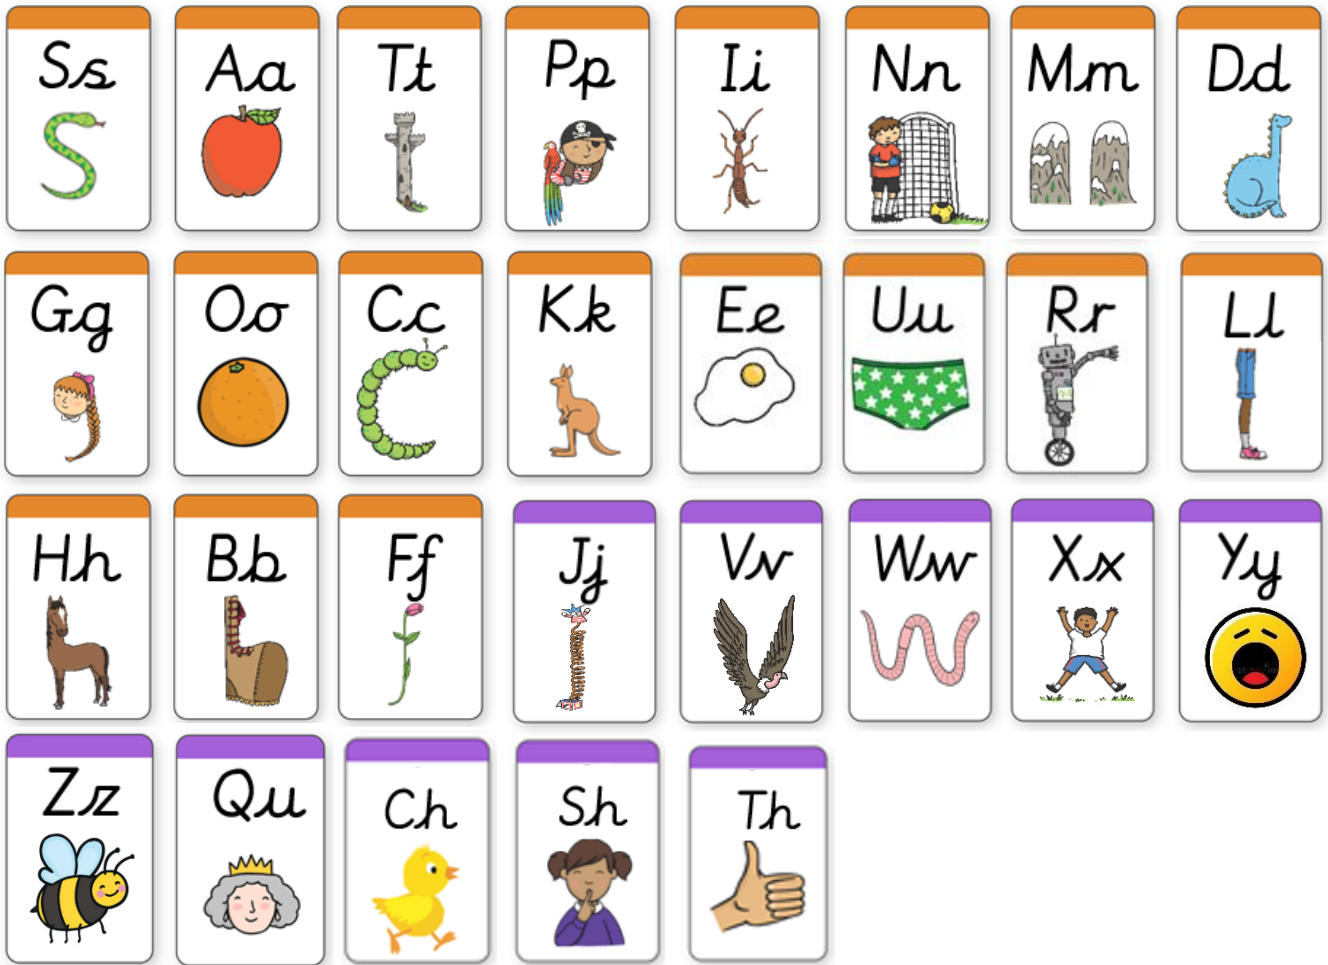 Ss Aa Tt Pp Ii Nn Mm Dd
Gg Oo Cc Kk Ee Uu Rr Ll
Hh Bb Ff Jj Vv Ww Xx Yy
Zz Qu Ch Sh Th